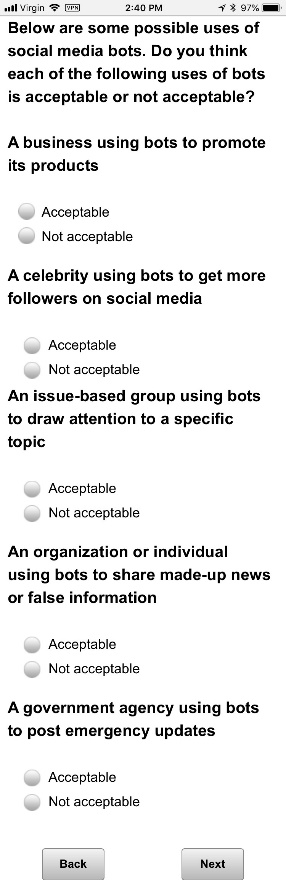 Virgin VPN 2:40 PM 97%
Below are some possible uses of
social media bots. Do you think
each of the following uses of bots
is acceptable or not acceptable?
A business using bots to promote
its products
Acceptable
Not acceptable
A celebrity using bots to get more
followers on social media
Acceptable
Not acceptable
An issue-based group using bots
to draw attention to a specific
topic
Acceptable
Not acceptable
An organization or individual
using bots to share made-up news
or false information
Acceptable
Not acceptable
A government agency using bots
to post emergency updates
Acceptable
Not acceptable
Back Next